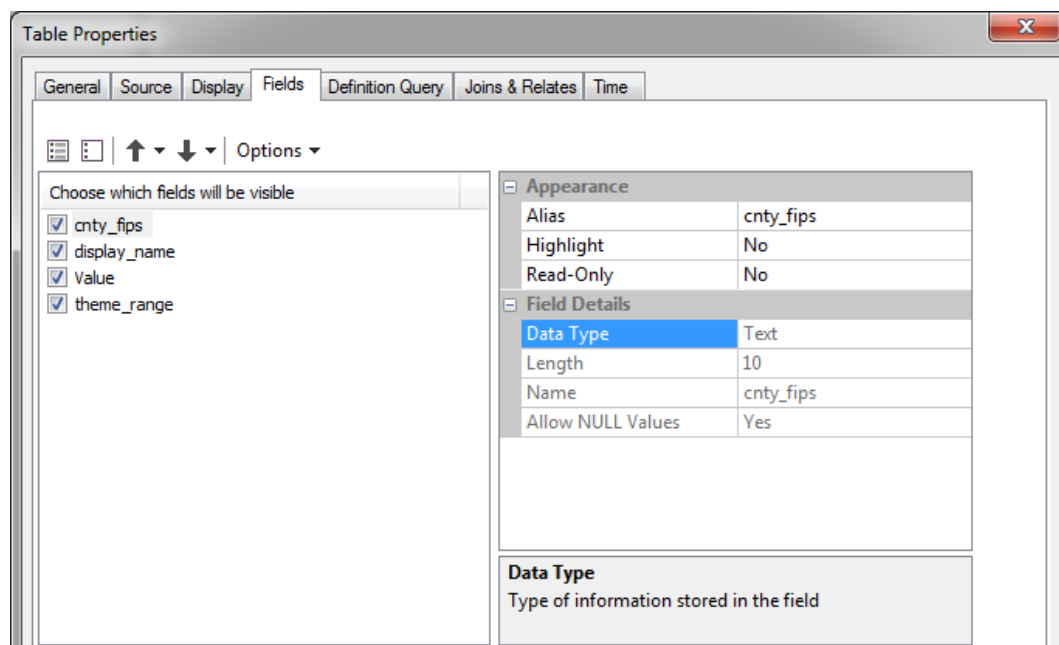 Table Properties
General Source Display Fields Definition Query Joins & Relates Time
Options
Choose which fields will be visible
cnty_fips
display_name
Value
theme_range
Appearance
Alias cnty_fips
Highlight No
Read-Only No
Field Details
Data Type Text
Length 10
Name cnty_fips
Allow NULL Values Yes
Data Type
Type of information stored in the field